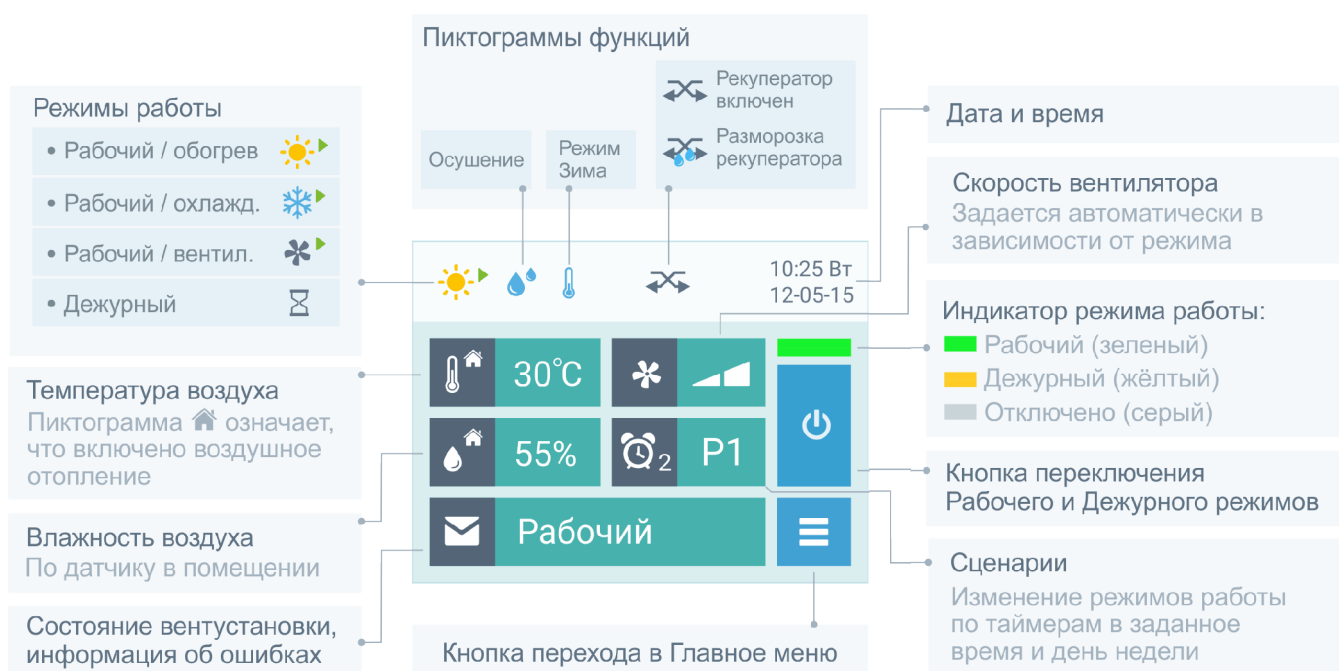 Пиктограммы функций
Рекуператор
включен
Разморозка
рекуператора
Осушение
Режим
Зима
Режимы работы
• Рабочий / обогрев
• Рабочий / охлажд.
• Рабочий / вентил.
• Дежурный
Температура воздуха
Пиктограмма означает,
что включено воздушное
отопление
Влажность воздуха
По датчику в помещении
Состояние вентустановки,
информация об ошибках
10:25 Вт
12-05-15
30°C
55%
2
P1
Рабочий
Кнопка перехода в Главное меню
Дата и время
Скорость вентилятора
Задается автоматически в
зависимости от режима
Индикатор режима работы:
Рабочий (зеленый)
Дежурный (жёлтый)
Отключено (серый)
Кнопка переключения
Рабочего и Дежурного режимов
Сценарии
Изменение режимов работы
по таймерам в заданное
время и день недели